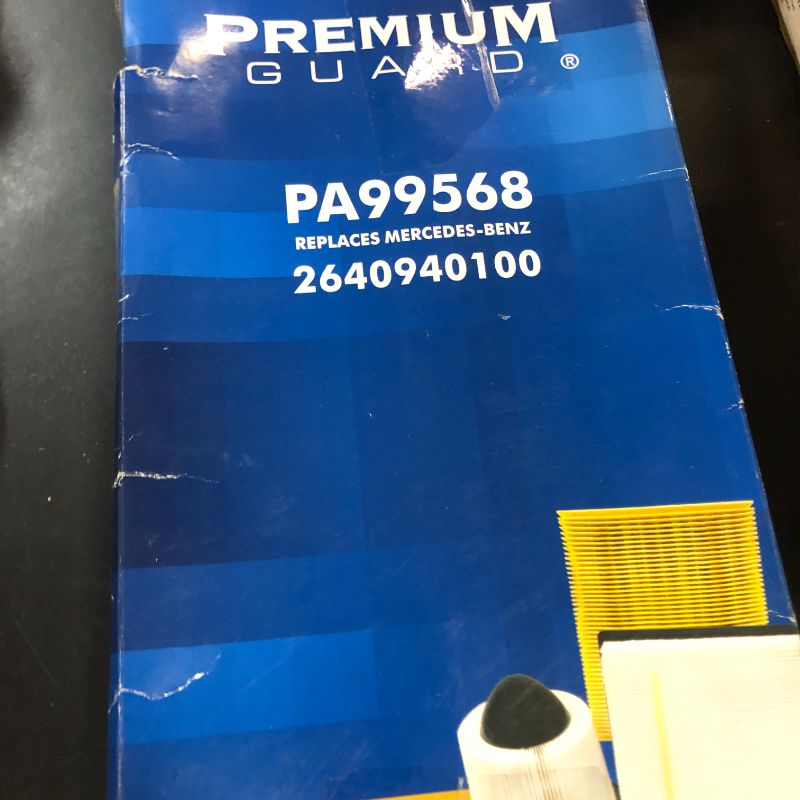 PREMIUM
GUARD®
PA99568
REPLACES MERCEDES-BENZ
2640940100